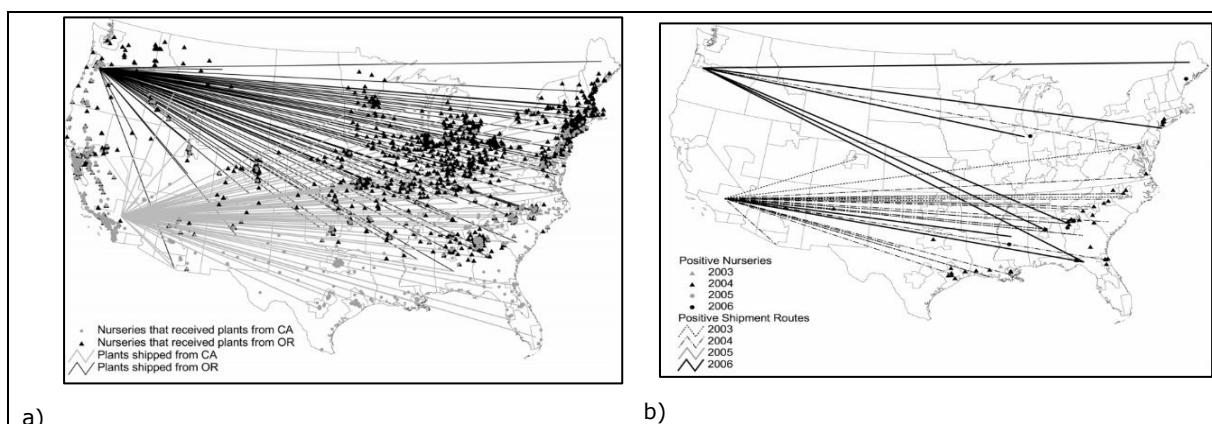 Nurseries that received plants from CA
Nurseries that received plants from OR
Plants shipped from CA
Plants shipped from OR
a)
Positive Nurseries
2003
2004
2005
2006
Positive Shipment Routes
2003
2004
2005
2006
b)